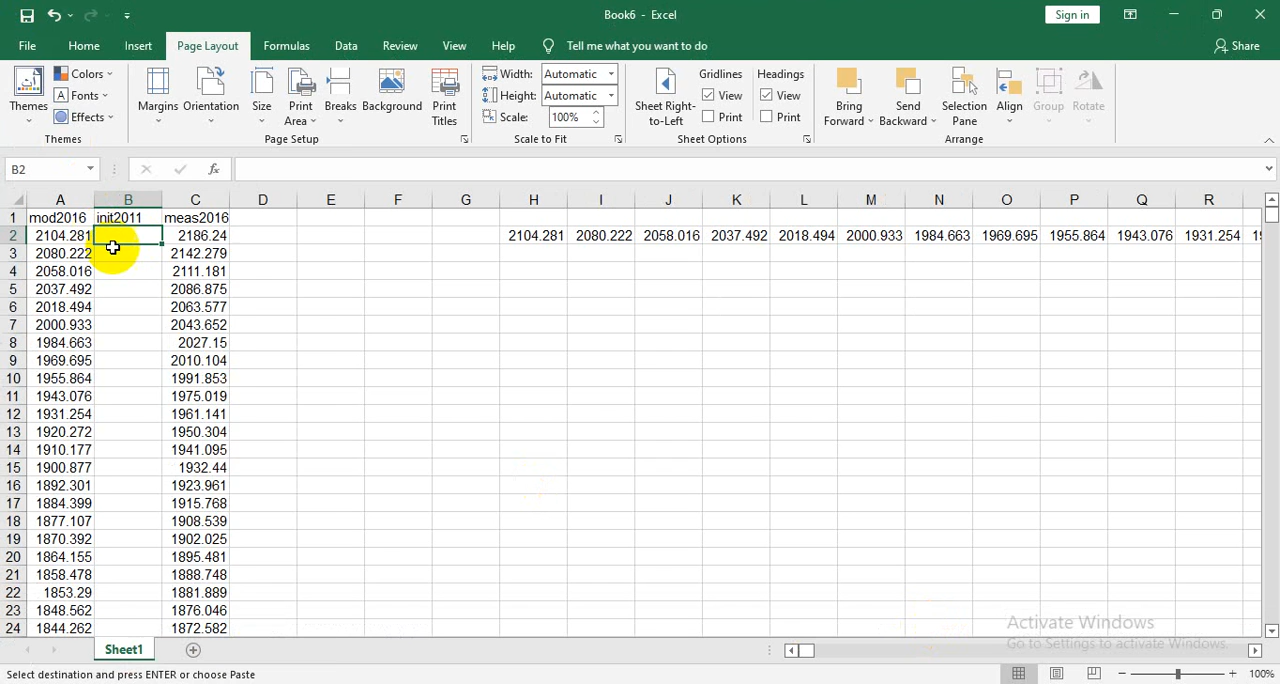 Book6 - Excel
Sign in
File Home Insert Page Layout Formulas Data Review View Help Tell me what you want to do Share
Colors Fonts Effects Themes
Themes
Margins Orientation Size Print Area Breaks Background Print Titles
Page Setup
Width: Automatic
Height: Automatic
Scale: 100%
Scale to Fit
Sheet Right-to-Left
Gridlines Headings
View View
Print Print
Sheet Options
Bring Forward Send Backward Selection Pane Align Group Rotate
Arrange
B2 fx
A B C D E F G H I J K L M N O P Q R
1 mod2016 init2011 meas2016
2 2104.281 2186.24 2104.281 2080.222 2058.016 2037.492 2018.494 2000.933 1984.663 1969.695 1955.864 1943.076 1931.254
3 2080.222 2142.279
4 2058.016 2111.181
5 2037.492 2086.875
6 2018.494 2063.577
7 2000.933 2043.652
8 1984.663 2027.15
9 1969.695 2010.104
10 1955.864 1991.853
11 1943.076 1975.019
12 1931.254 1961.141
13 1920.272 1950.304
14 1910.177 1941.095
15 1900.877 1932.44
16 1892.301 1923.961
17 1884.399 1915.768
18 1877.107 1908.539
19 1870.392 1902.025
20 1864.155 1895.481
21 1858.478 1888.748
22 1853.29 1881.889
23 1848.562 1876.046
24 1844.262 1872.582
Activate Windows
Go to Settings to activate Windows.
Sheet1
Select destination and press ENTER or choose Paste
100%